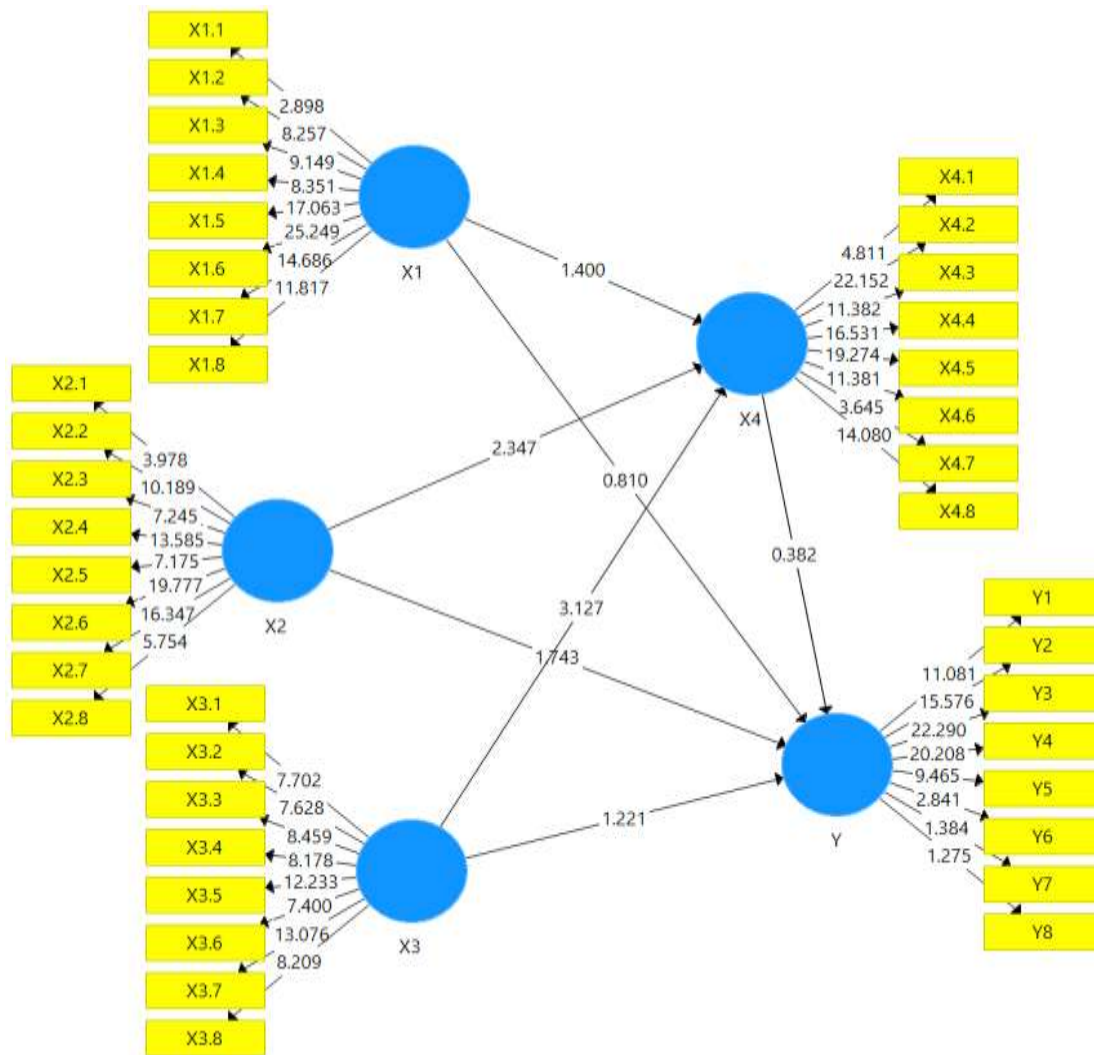 X1.1
X1.2
X1.3
X1.4
X1.5
X1.6
X1.7
X1.8
2.898
8.257
9.149
8.351
17.063
25.249
14.686
11.817
X1
1.400
0.810
X4.1
X4.2
X4.3
X4.4
X4.5
X4.6
X4.7
X4.8
4.811
22.152
11.382
16.531
19.274
11.381
3.645
14.080
X4
0.382
X2.1
X2.2
X2.3
X2.4
X2.5
X2.6
X2.7
X2.8
3.978
10.189
7.245
13.585
7.175
19.777
16.347
5.754
X2
2.347
1.743
X3.1
X3.2
X3.3
X3.4
X3.5
X3.6
X3.7
X3.8
7.702
7.628
8.459
8.178
12.233
7.400
13.076
8.209
X3
3.127
1.221
Y1
Y2
Y3
Y4
Y5
Y6
Y7
Y8
11.081
15.576
22.290
20.208
9.465
2.841
1.384
1.275
Y